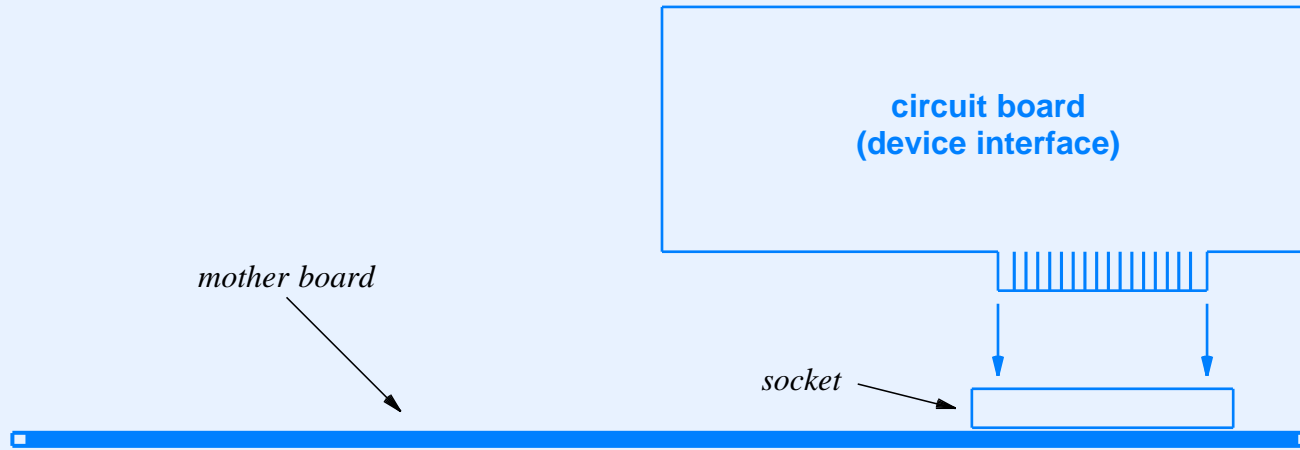 circuit board
(device interface)
mother board
socket